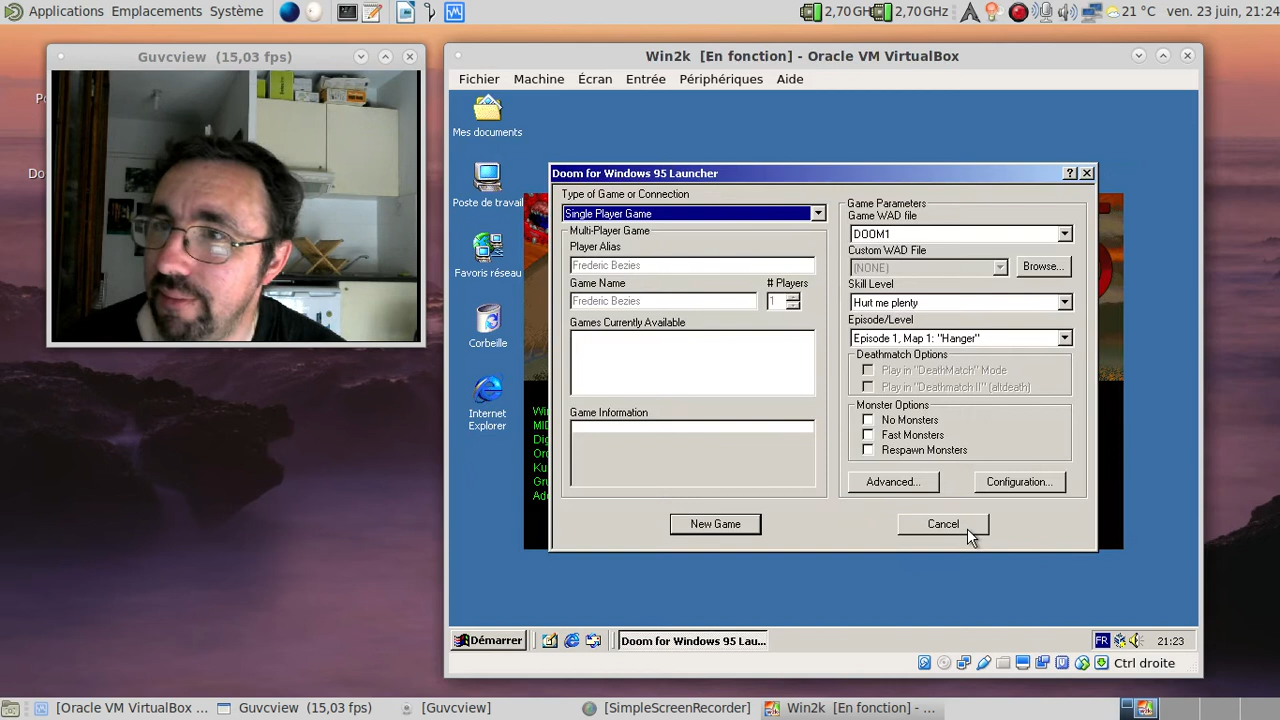 Applications Emplacements Système
2,70 GHz 2,70 GHz 21 °C ven. 23 juin, 21:24
Guvcview (15,03 fps)
Win2k [En fonction] - Oracle VM VirtualBox
Fichier Machine Écran Entrée Périphériques Aide
Mes documents
Poste de travai
Favoris réseau
Corbeille
Internet
Explorer
Doom for Windows 95 Launcher
Type of Game or Connection
Single Player Game
Multi-Player Game
Player Alias
Frederic Bezies
Game Name
# Players
Frederic Bezies
1
Games Currently Available
Game Information
Game Parameters
Game WAD file
DOOM1
Custom WAD File
(NONE)
Browse...
Skill Level
Hurt me plenty
Episode/Level
Episode 1, Map 1: "Hanger"
Deathmatch Options
Play in "DeathMatch" Mode
Play in "Deathmatch II" (altdeath)
Monster Options
No Monsters
Fast Monsters
Respawn Monsters
Advanced...
Configuration...
New Game
Cancel
Démarrer
Doom for Windows 95 Lau...
FR
21:23
Ctrl droite
[Oracle VM VirtualBox ...
Guvcview (15,03 fps)
[Guvcview]
[SimpleScreenRecorder]
Win2k [En fonction] - ...